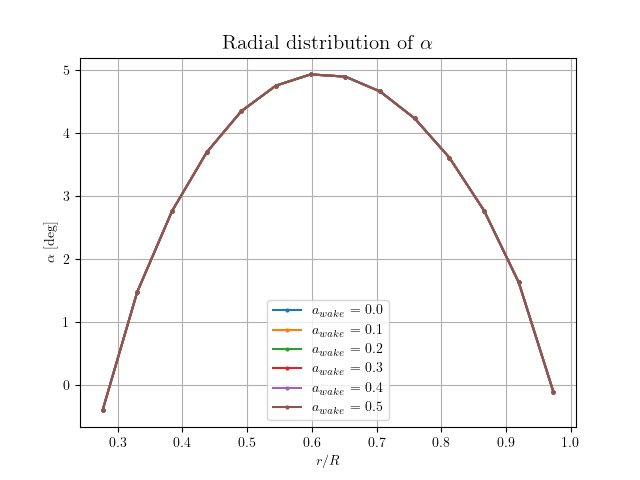 Radial distribution of α
α [deg]
5
4
3
2
1
0
a_wake = 0.0
a_wake = 0.1
a_wake = 0.2
a_wake = 0.3
a_wake = 0.4
a_wake = 0.5
0.3 0.4 0.5 0.6 0.7 0.8 0.9 1.0
r/R